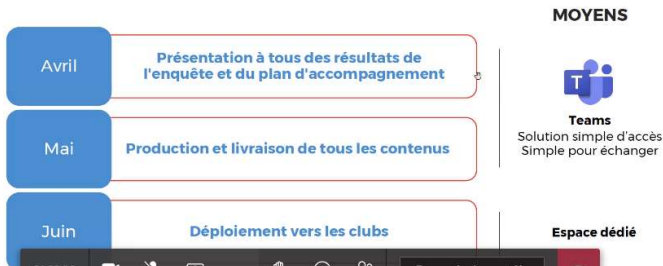 MOYENS
Avril
Présentation à tous des résultats de
l'enquête et du plan d'accompagnement
T
Teams
Solution simple d'accès
Simple pour échanger
Mai
Production et livraison de tous les contenus
Juin
Déploiement vers les clubs
Espace dédié